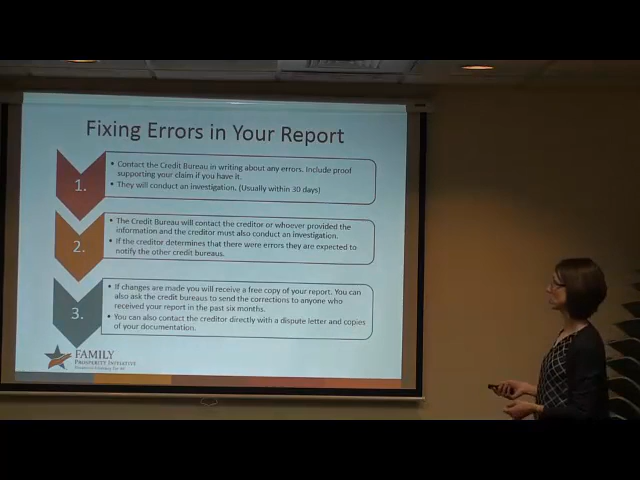 Fixing Errors in Your Report
1.
• Contact the Credit Bureau in writing about any errors. Include proof
supporting your claim if you have it.
• They will conduct an investigation. (Usually within 30 days)
2.
• The Credit Bureau will contact the creditor or whoever provided the
information and the creditor must also conduct an investigation.
• If the creditor determines that there were errors they are expected to
notify the other credit bureaus.
3.
• If changes are made you will receive a free copy of your report. You can
also ask the credit bureaus to send the corrections to anyone who
received your report in the past six months.
• You can also contact the creditor directly with a dispute letter and copies
of your documentation.
FAMILY
PROSPERITY INITIATIVE